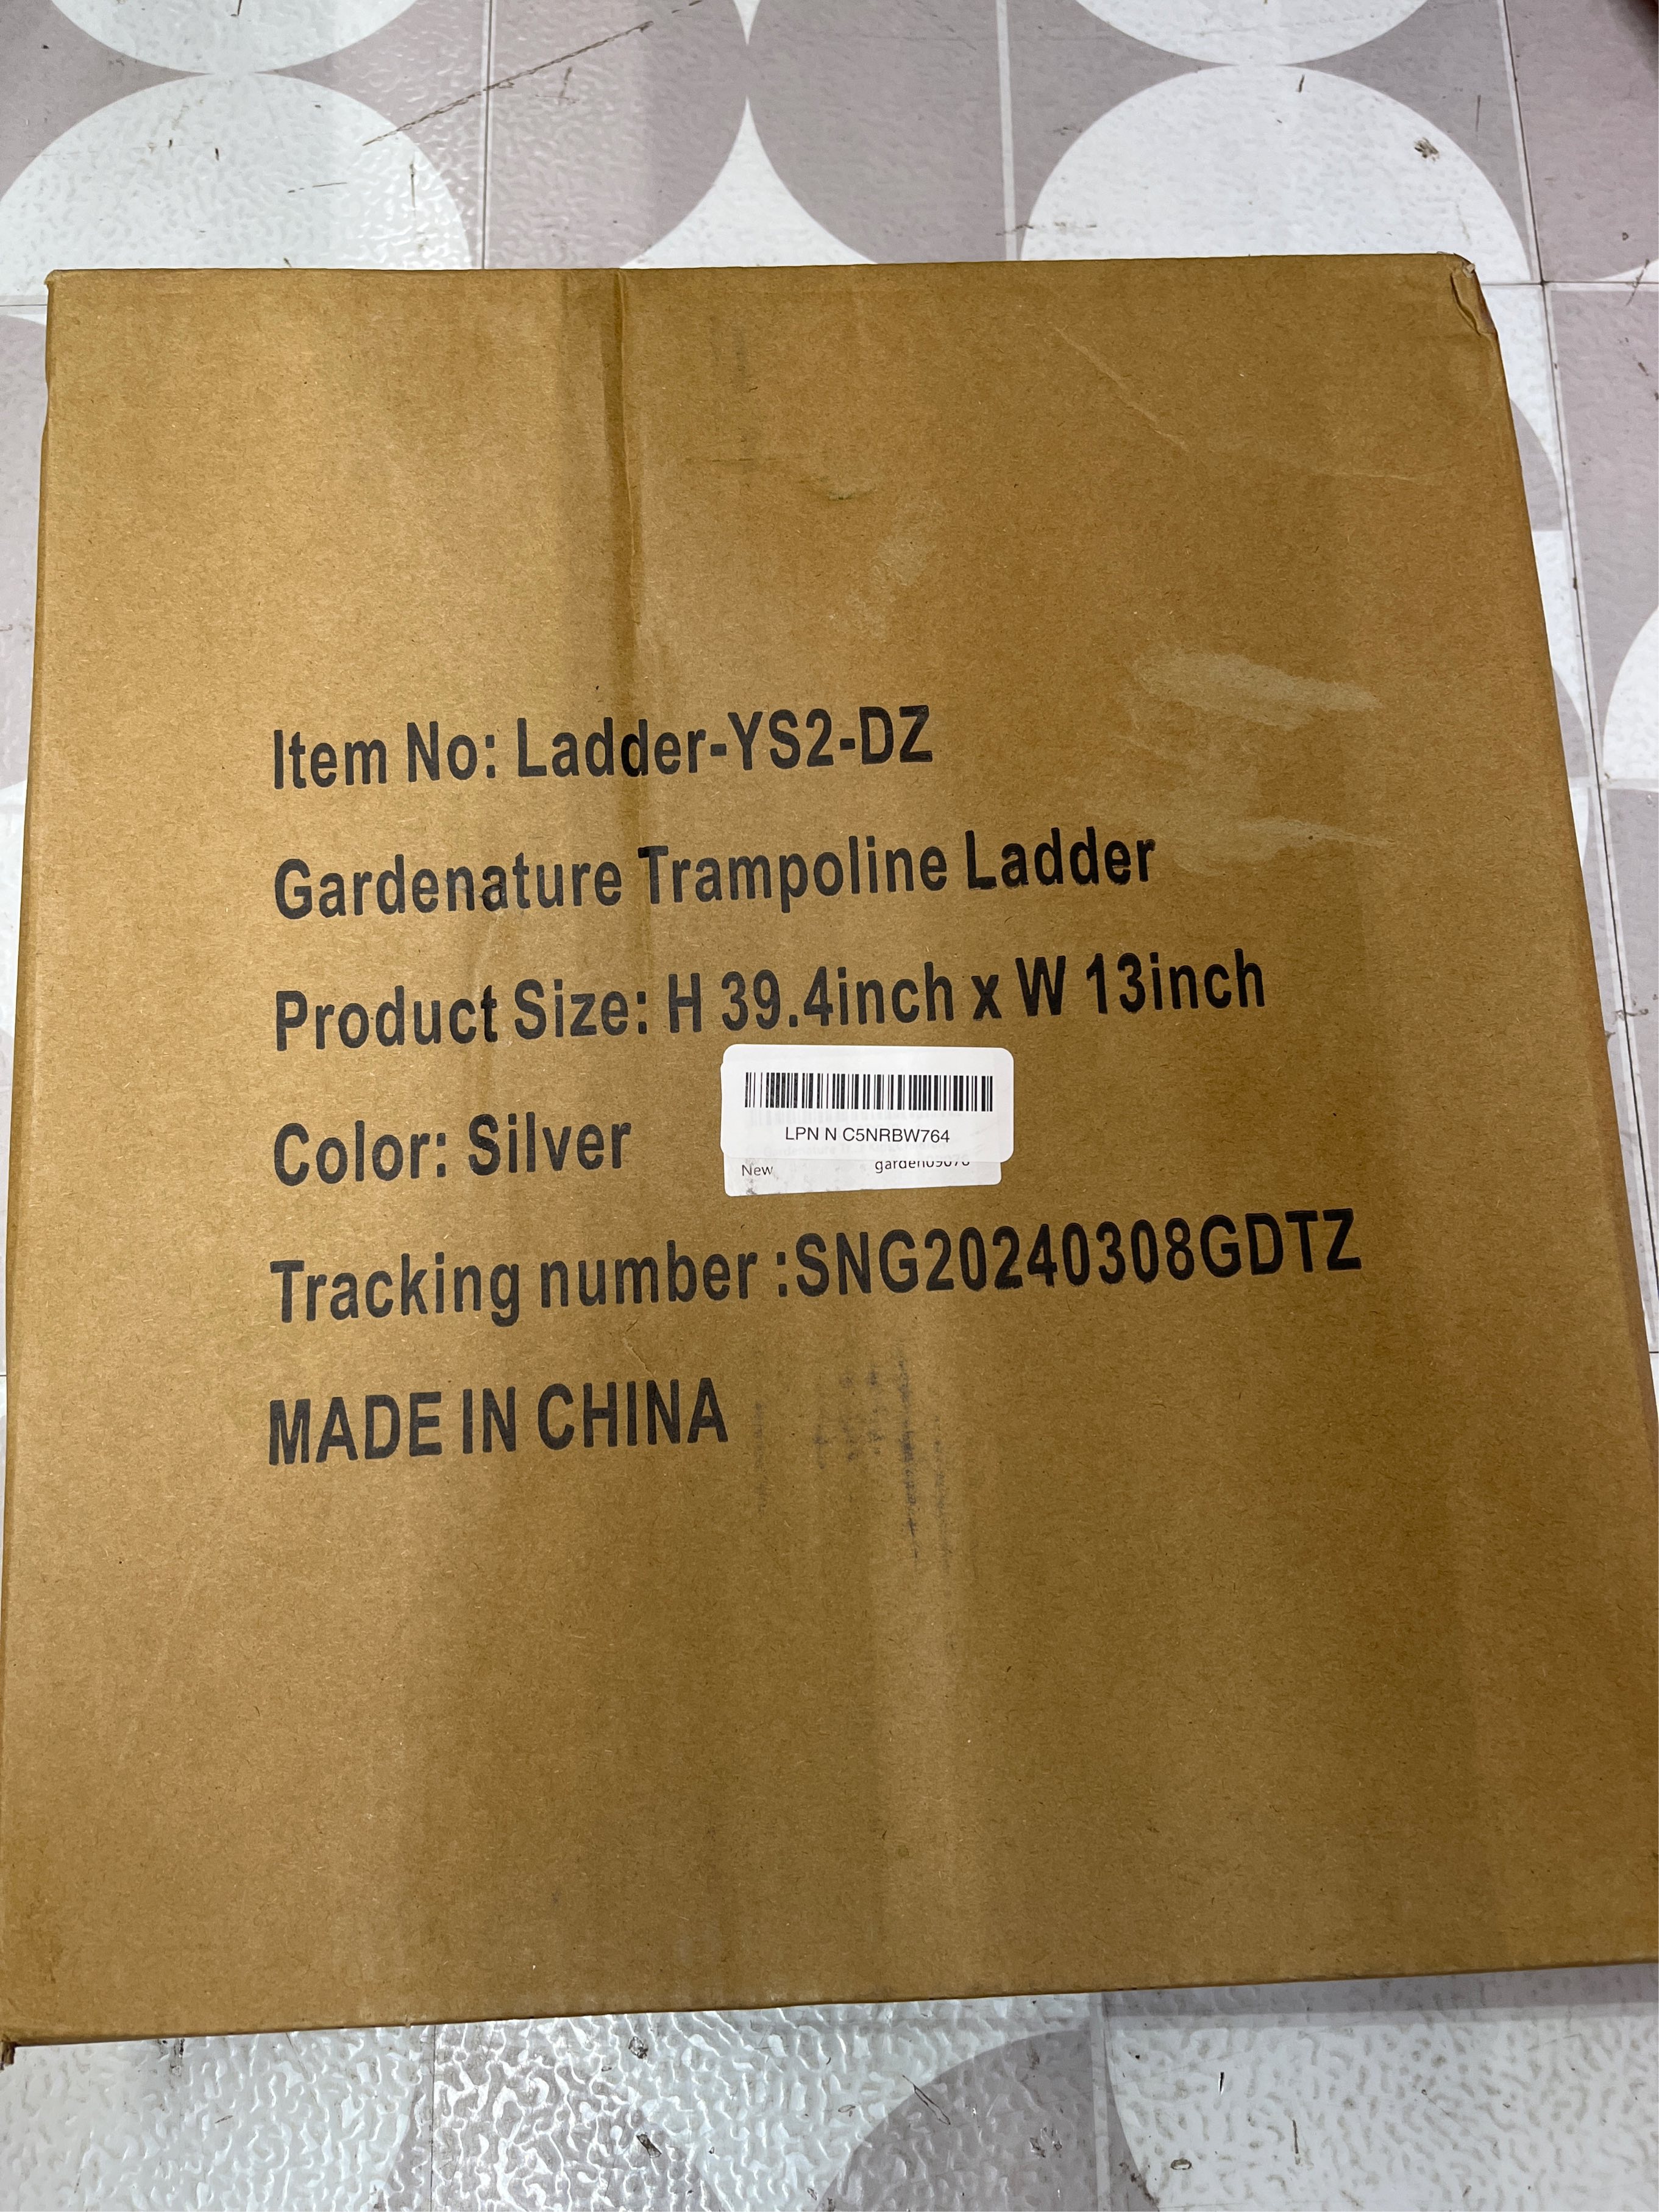 Item No: Ladder-YS2-DZ
Gardenature Trampoline Ladder
Product Size: H 39.4inch x W 13inch
LPN N C5NRBW764
Color: Silver
New
Tracking number :SNG20240308GDTZ
MADE IN CHINA